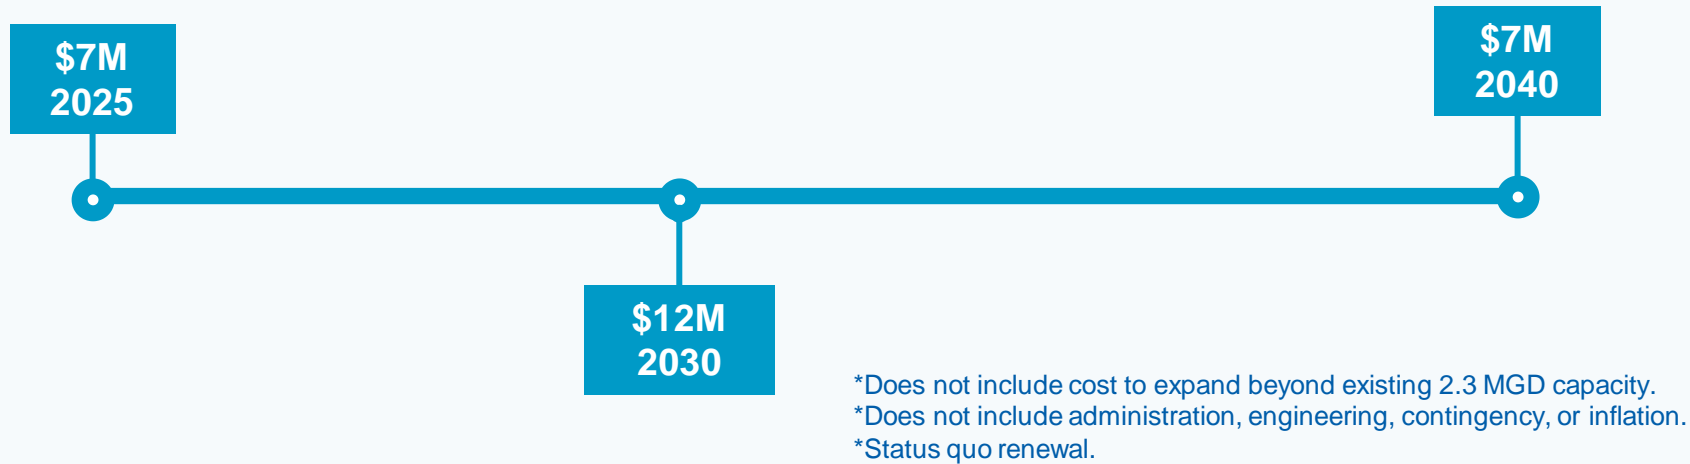 $7M
2025
$7M
2040
$12M
2030
*Does not include cost to expand beyond existing 2.3 MGD capacity.
*Does not include administration, engineering, contingency, or inflation.
*Status quo renewal.